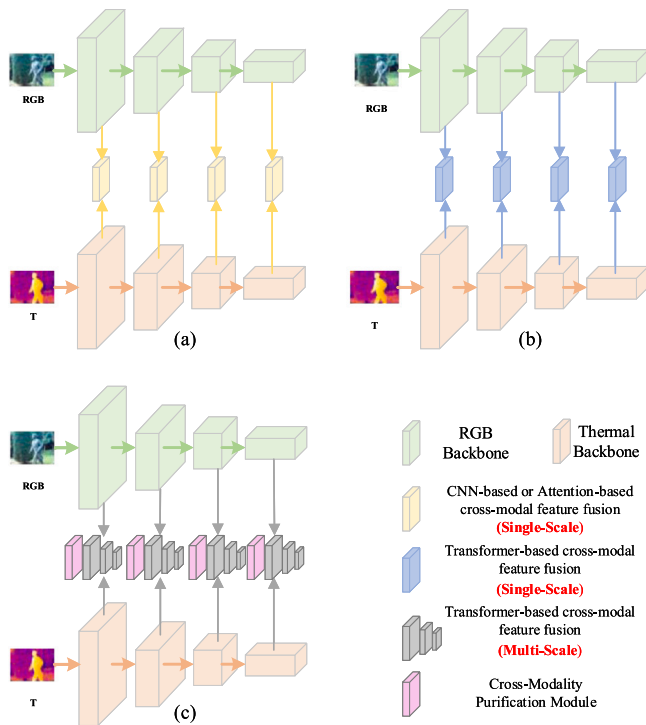 RGB
T
(a)
RGB
T
(b)
RGB
T
(c)
RGB
Backbone
Thermal
Backbone
CNN-based or Attention-based
cross-modal feature fusion
(Single-Scale)
Transformer-based cross-modal
feature fusion
(Single-Scale)
Transformer-based cross-modal
feature fusion
(Multi-Scale)
Cross-Modality
Purification Module